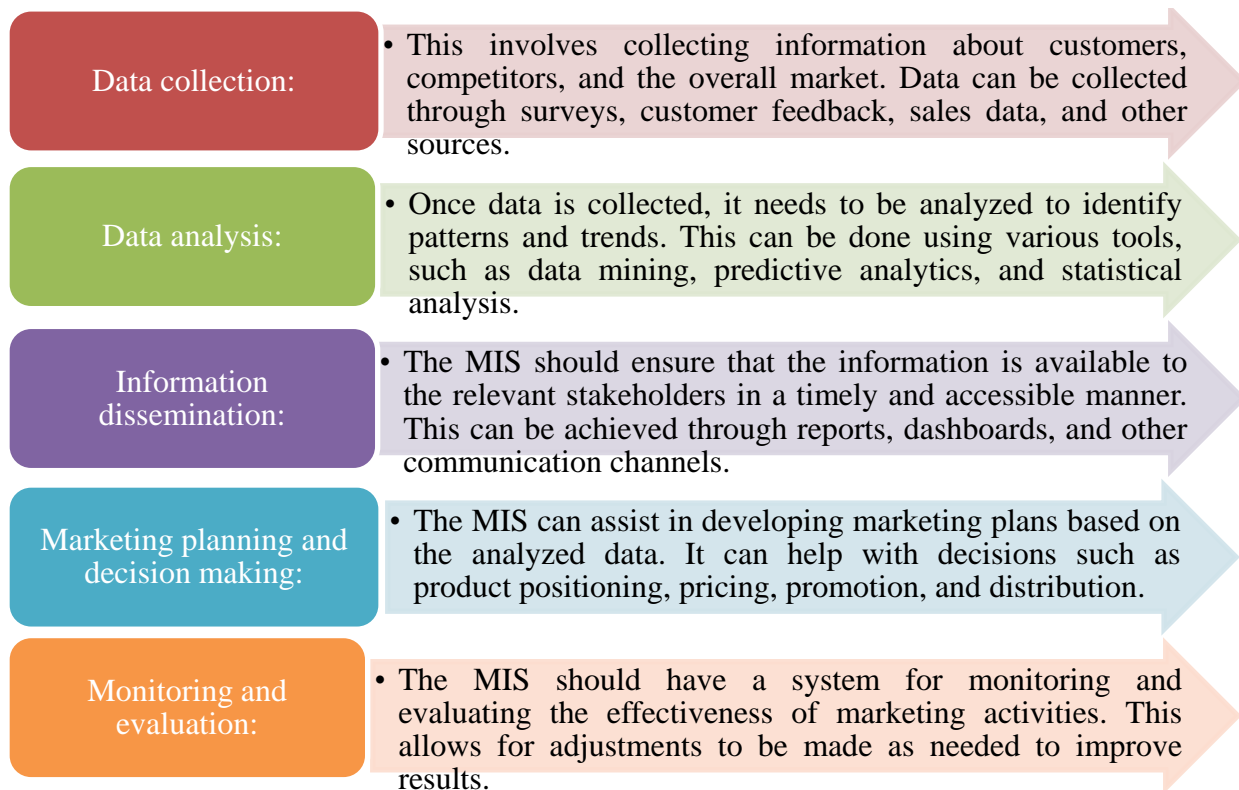 Data collection:
• This involves collecting information about customers,
competitors, and the overall market. Data can be collected
through surveys, customer feedback, sales data, and other
sources.
Data analysis:
• Once data is collected, it needs to be analyzed to identify
patterns and trends. This can be done using various tools,
such as data mining, predictive analytics, and statistical
analysis.
Information
dissemination:
• The MIS should ensure that the information is available to
the relevant stakeholders in a timely and accessible manner.
This can be achieved through reports, dashboards, and other
communication channels.
Marketing planning and
decision making:
• The MIS can assist in developing marketing plans based on
the analyzed data. It can help with decisions such as
product positioning, pricing, promotion, and distribution.
Monitoring and
evaluation:
• The MIS should have a system for monitoring and
evaluating the effectiveness of marketing activities. This
allows for adjustments to be made as needed to improve
results.